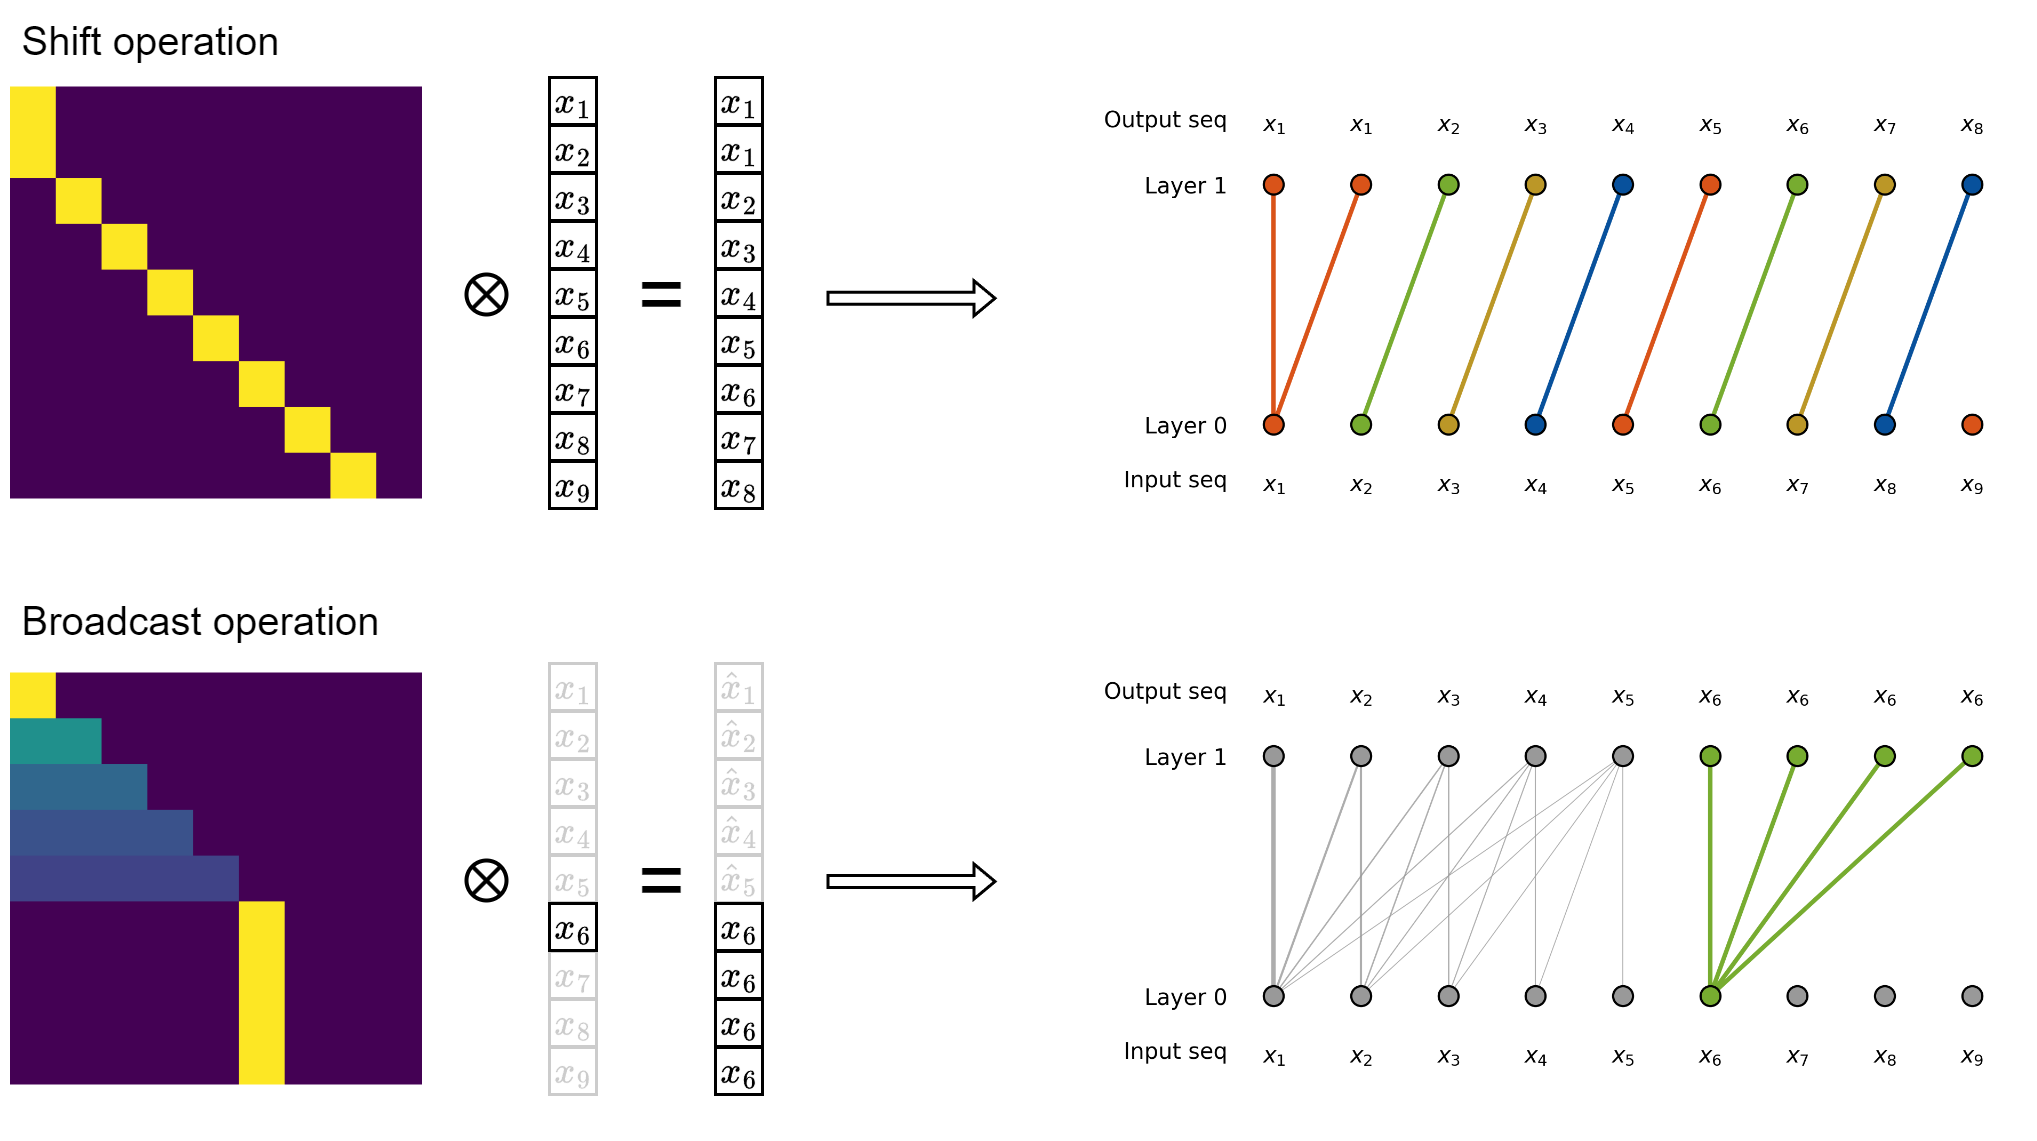 Shift operation
x₁
x₂
x₃
x₄
x₅
x₆
x₇
x₈
x₉
⊗
=
x₁
x₁
x₂
x₃
x₄
x₅
x₆
x₇
x₈
Output seq x₁ x₁ x₂ x₃ x₄ x₅ x₆ x₇ x₈
Layer 1
Layer 0
Input seq x₁ x₂ x₃ x₄ x₅ x₆ x₇ x₈ x₉
Broadcast operation
x₁
x₂
x₃
x₄
x₅
x₆
x₇
x₈
x₉
⊗
=
x̂₁
x̂₂
x̂₃
x̂₄
x̂₅
x₆
x₆
x₆
x₆
Output seq x₁ x₂ x₃ x₄ x₅ x₆ x₆ x₆ x₆
Layer 1
Layer 0
Input seq x₁ x₂ x₃ x₄ x₅ x₆ x₇ x₈ x₉